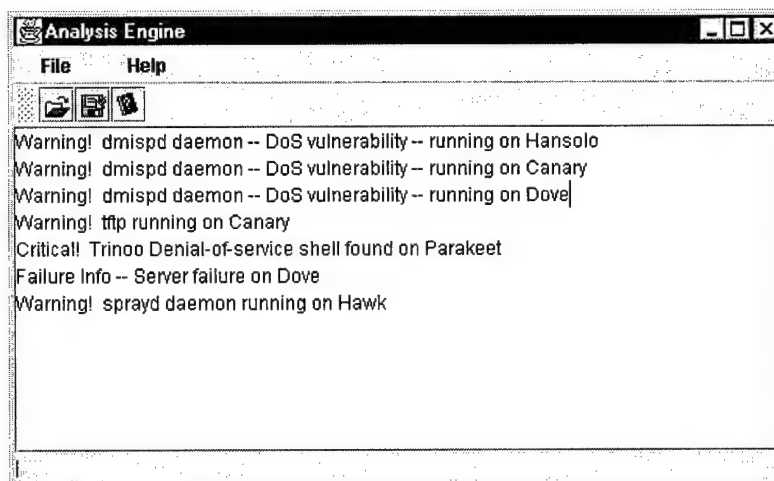 Analysis Engine
File Help
Warning! dmispd daemon -- DoS vulnerability -- running on Hansolo
Warning! dmispd daemon -- DoS vulnerability -- running on Canary
Warning! dmispd daemon -- DoS vulnerability -- running on Dove
Warning! tftp running on Canary
Critical! Trinoo Denial-of-service shell found on Parakeet
Failure Info -- Server failure on Dove
Warning! sprayd daemon running on Hawk